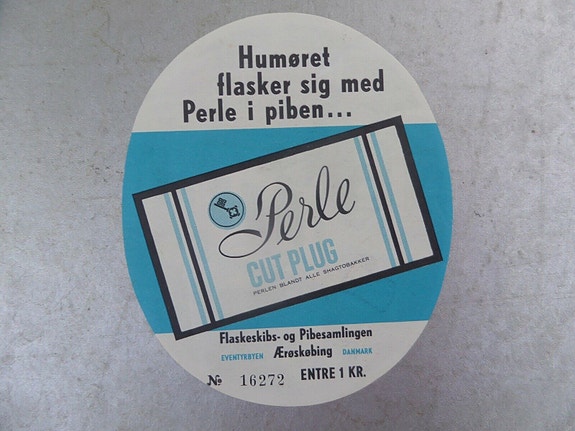 Humøret
flasker sig med
Perle i piben...
Perle
CUT PLUG
PERLEN BLANDT ALLE SHAGTOBAKKER
Flaskeskibs- og Pibesamlingen
EVENTYRBYEN Ærøskøbing DANMARK
№ 16272 ENTRE 1 KR.